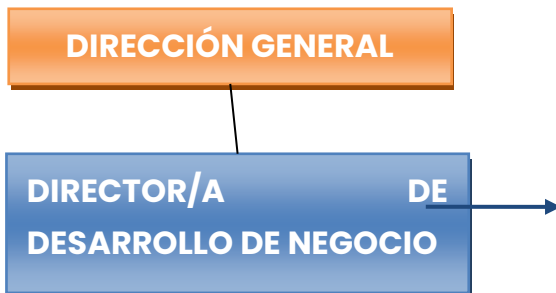 DIRECCIÓN GENERAL
DIRECTOR/A DE
DESARROLLO DE NEGOCIO